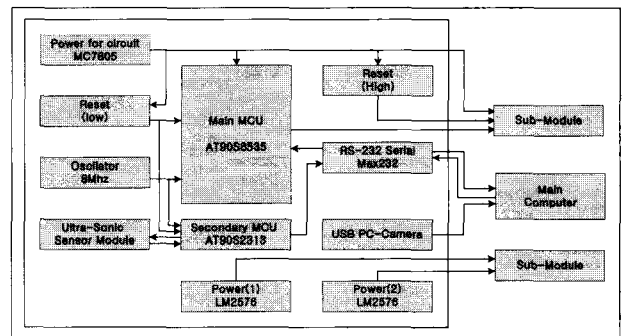 Power for circuit
MC7805
Reset
(low)
Main MCU
AT90S8535
Reset
(High)
Sub-Module
Oscillator
8Mhz
RS-232 Serial
Max232
Main
Computer
Ultra-Sonic
Sensor Module
Secondary MCU
AT90S2313
USB PC-Camera
Sub-Module
Power(1)
LM2576
Power(2)
LM2576